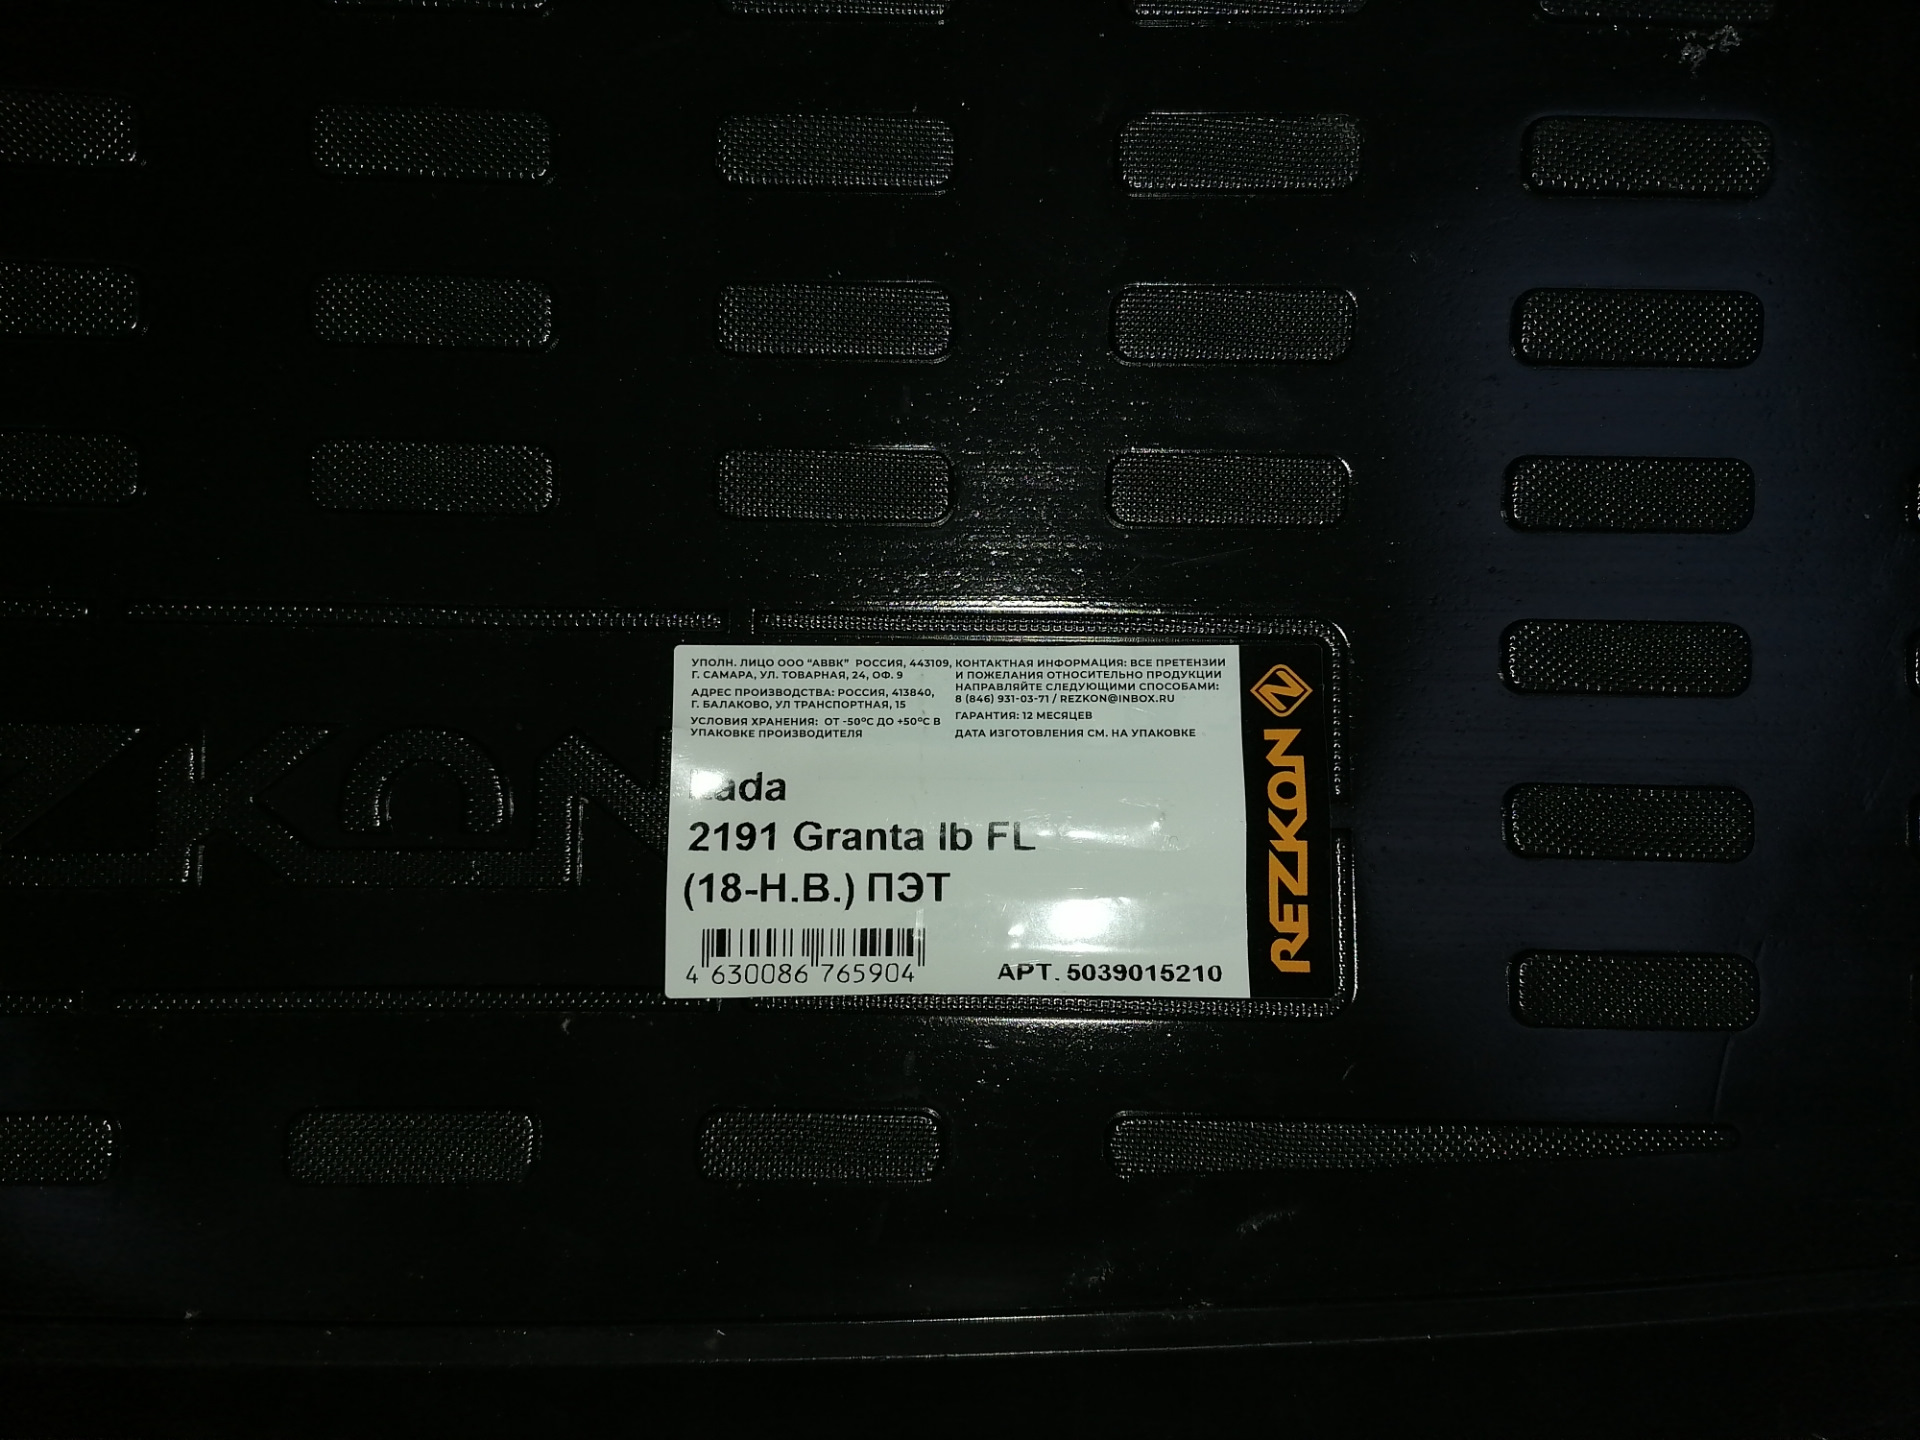 УПОЛН. ЛИЦО ООО "АВВК" РОССИЯ, 443109,
Г. САМАРА, УЛ. ТОВАРНАЯ, 24, ОФ. 9
АДРЕС ПРОИЗВОДСТВА: РОССИЯ, 413840,
Г. БАЛАКОВО, УЛ ТРАНСПОРТНАЯ, 15
УСЛОВИЯ ХРАНЕНИЯ: ОТ -50°С ДО +50°С В
УПАКОВКЕ ПРОИЗВОДИТЕЛЯ
КОНТАКТНАЯ ИНФОРМАЦИЯ: ВСЕ ПРЕТЕНЗИИ
И ПОЖЕЛАНИЯ ОТНОСИТЕЛЬНО ПРОДУКЦИИ
НАПРАВЛЯЙТЕ СЛЕДУЮЩИМИ СПОСОБАМИ:
8 (846) 931-03-71 / REZKON@INBOX.RU
ГАРАНТИЯ: 12 МЕСЯЦЕВ
ДАТА ИЗГОТОВЛЕНИЯ СМ. НА УПАКОВКЕ
Lada
2191 Granta lb FL
(18-Н.В.) ПЭТ
4 630086 765904
АРТ. 5039015210
REZKON
ZKON